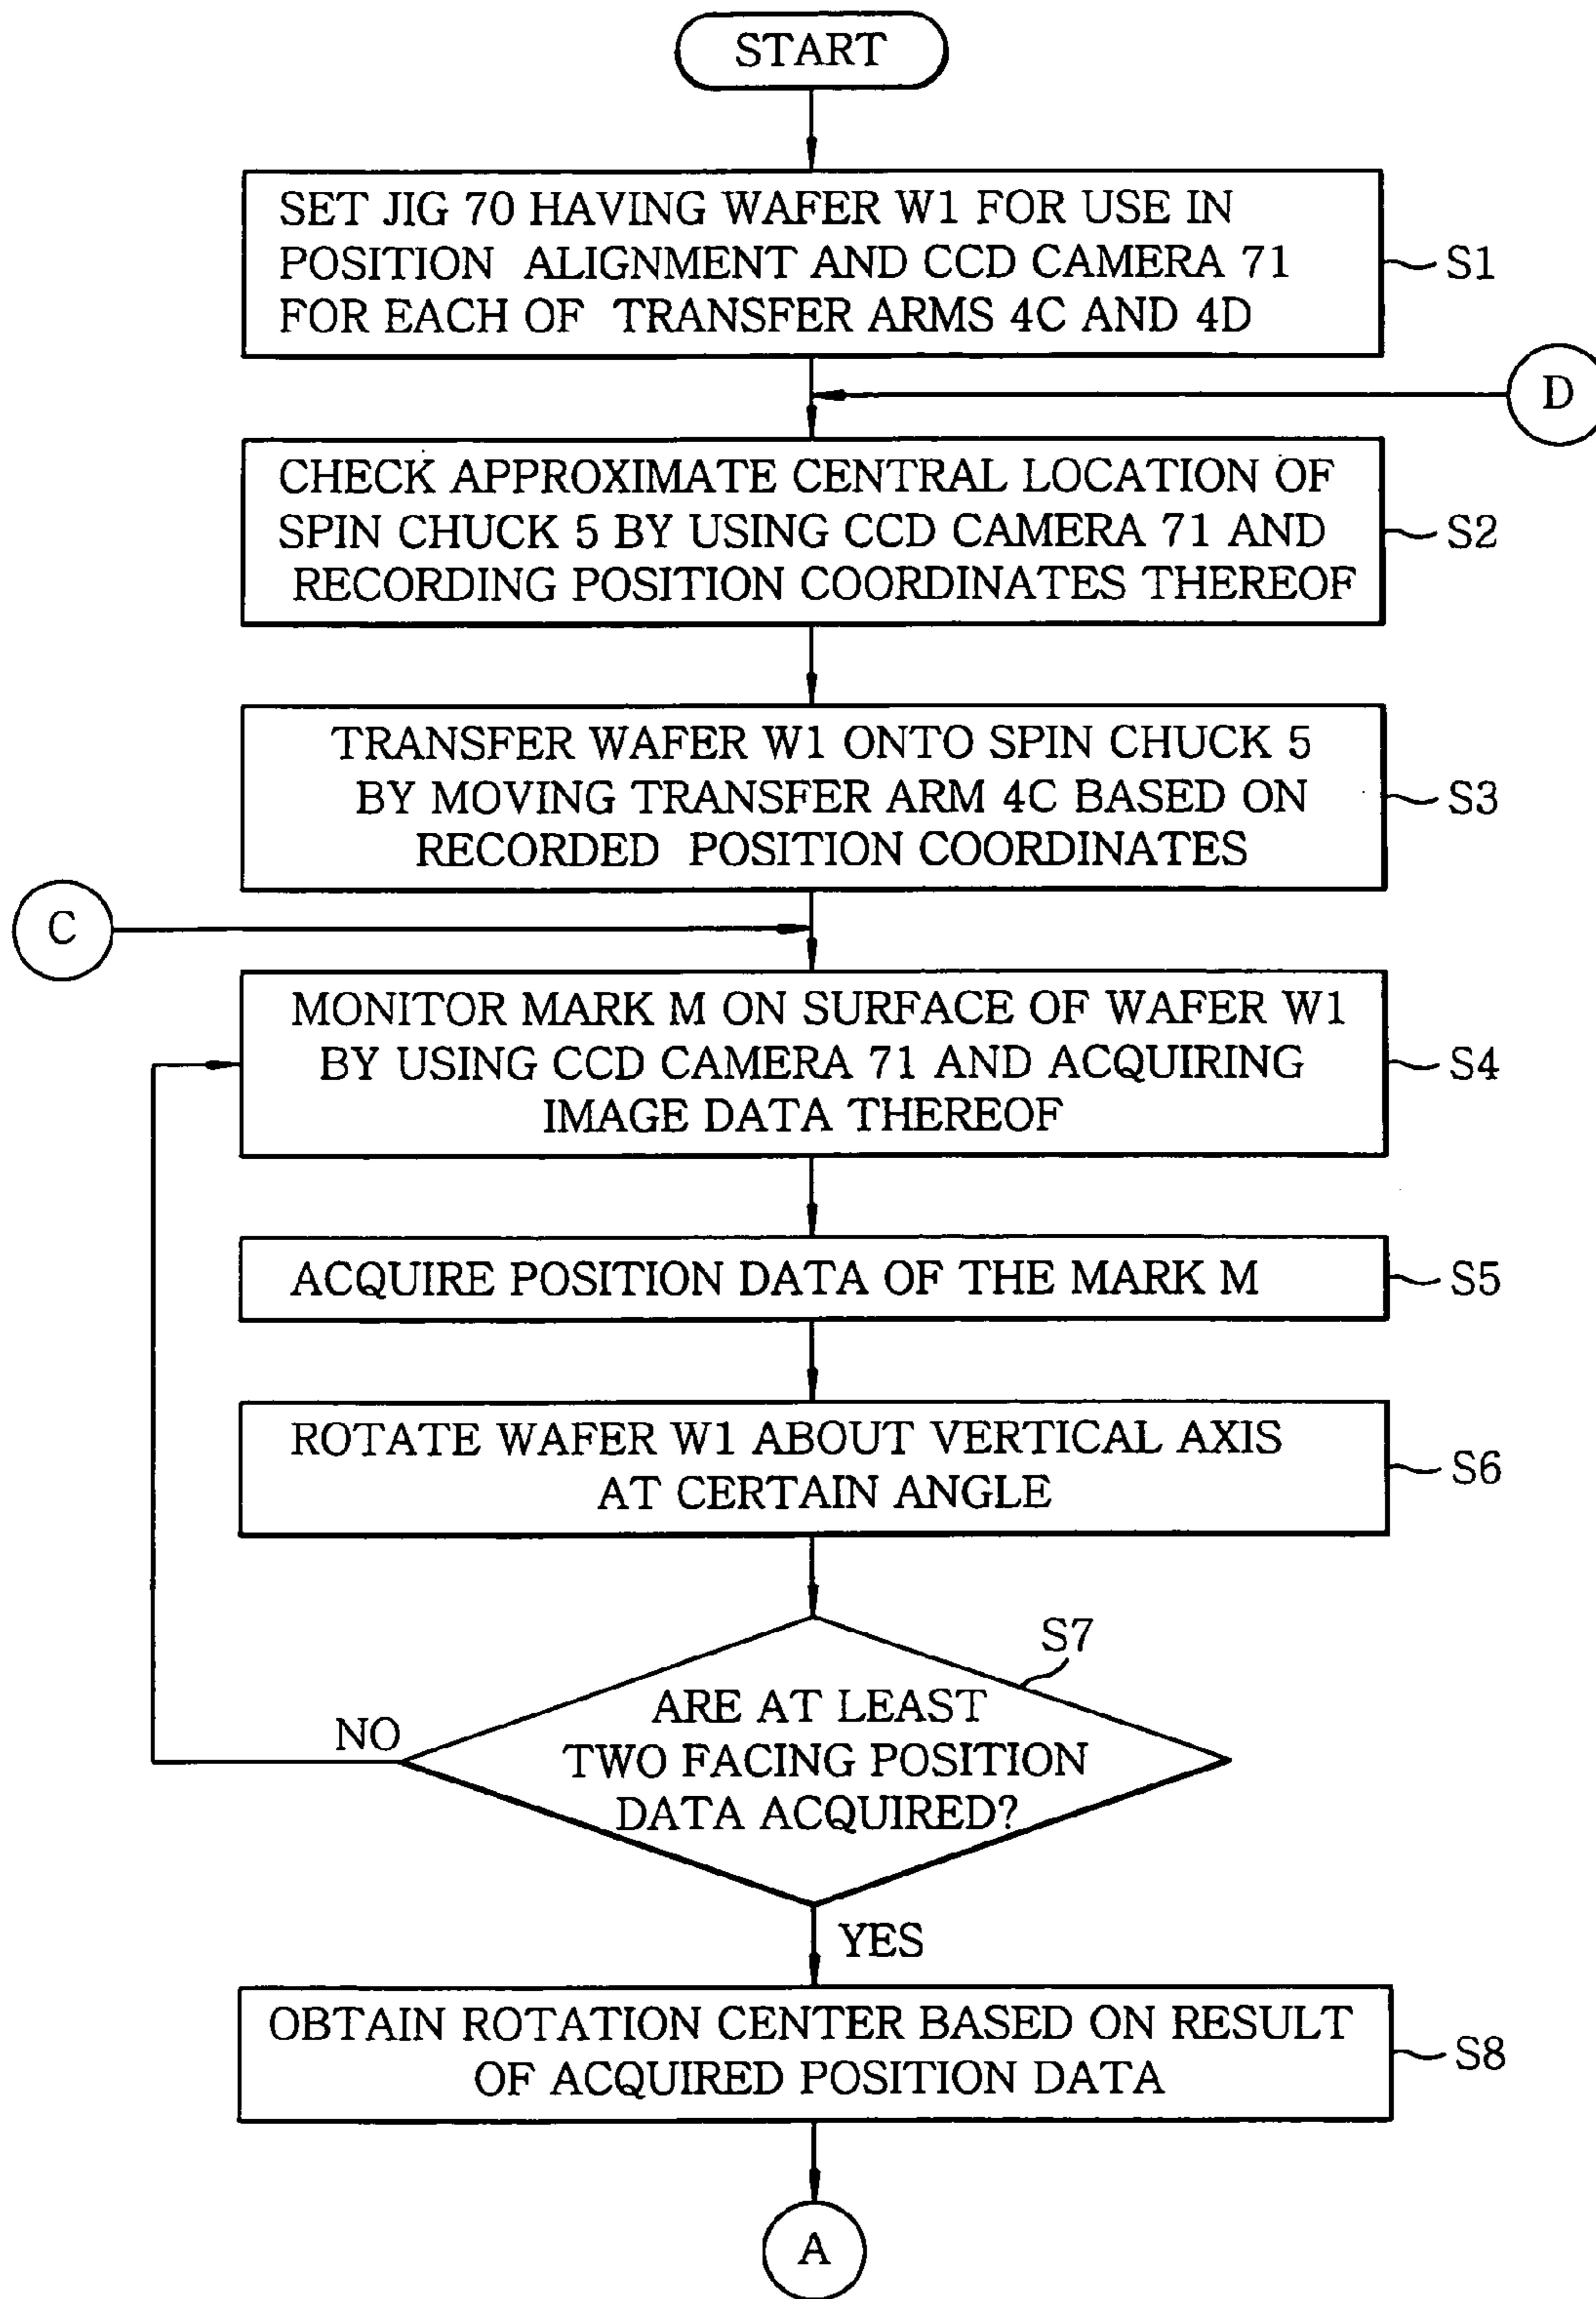 START
SET JIG 70 HAVING WAFER W1 FOR USE IN
POSITION ALIGNMENT AND CCD CAMERA 71
FOR EACH OF TRANSFER ARMS 4C AND 4D
S1
D
CHECK APPROXIMATE CENTRAL LOCATION OF
SPIN CHUCK 5 BY USING CCD CAMERA 71 AND
RECORDING POSITION COORDINATES THEREOF
S2
TRANSFER WAFER W1 ONTO SPIN CHUCK 5
BY MOVING TRANSFER ARM 4C BASED ON
RECORDED POSITION COORDINATES
S3
C
MONITOR MARK M ON SURFACE OF WAFER W1
BY USING CCD CAMERA 71 AND ACQUIRING
IMAGE DATA THEREOF
S4
ACQUIRE POSITION DATA OF THE MARK M
S5
ROTATE WAFER W1 ABOUT VERTICAL AXIS
AT CERTAIN ANGLE
S6
S7
ARE AT LEAST
TWO FACING POSITION
DATA ACQUIRED?
NO
YES
OBTAIN ROTATION CENTER BASED ON RESULT
OF ACQUIRED POSITION DATA
S8
A